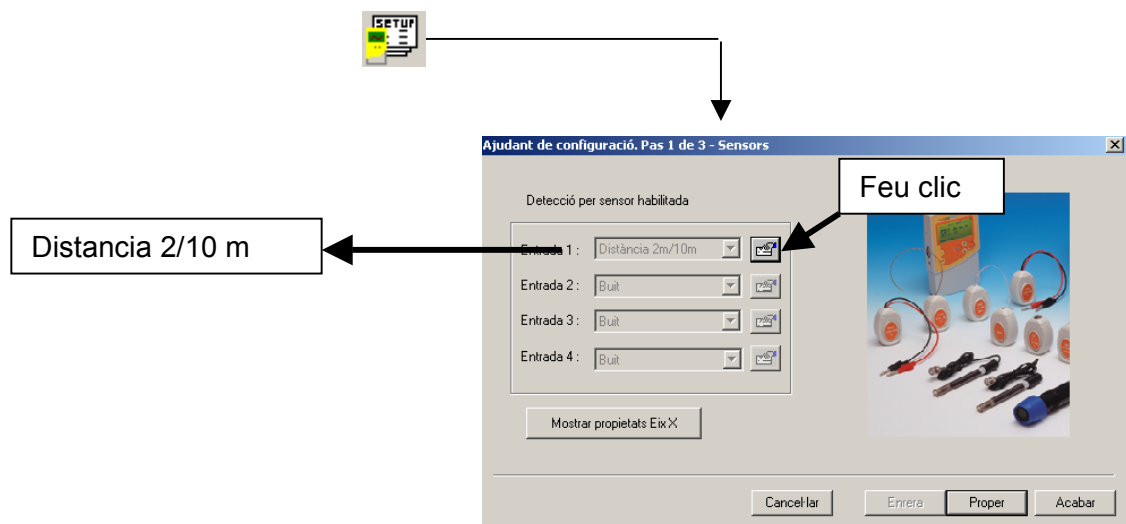 SETUP
Ajudant de configuració. Pas 1 de 3 - Sensors
Feu clic
Detecció per sensor habilitada
Distancia 2/10 m
Entrada 1 : Distància 2m/10m
Entrada 2 : Buit
Entrada 3 : Buit
Entrada 4 : Buit
Mostrar propietats Eix X
Cancel·lar Enrera Proper Acabar